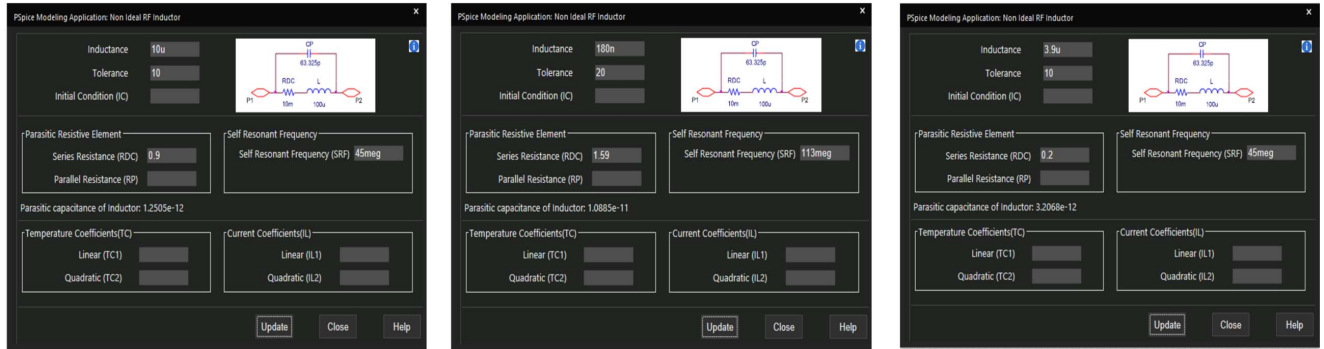 PSpice Modeling Application: Non Ideal RF Inductor
x
Inductance 10u
Tolerance 10
Initial Condition (IC)
CP
63.325p
RDC L
P1 P2
10m 100u
i
Parasitic Resistive Element
Series Resistance (RDC) 0.9
Parallel Resistance (RP)
Self Resonant Frequency
Self Resonant Frequency (SRF) 45meg
Parasitic capacitance of Inductor: 1.2505e-12
Temperature Coefficients(TC)
Linear (TC1)
Quadratic (TC2)
Current Coefficients(IL)
Linear (IL1)
Quadratic (IL2)
Update Close Help
PSpice Modeling Application: Non Ideal RF Inductor
x
Inductance 180n
Tolerance 20
Initial Condition (IC)
CP
63.325p
RDC L
P1 P2
10m 100u
i
Parasitic Resistive Element
Series Resistance (RDC) 1.59
Parallel Resistance (RP)
Self Resonant Frequency
Self Resonant Frequency (SRF) 113meg
Parasitic capacitance of Inductor: 1.0885e-11
Temperature Coefficients(TC)
Linear (TC1)
Quadratic (TC2)
Current Coefficients(IL)
Linear (IL1)
Quadratic (IL2)
Update Close Help
PSpice Modeling Application: Non Ideal RF Inductor
x
Inductance 3.9u
Tolerance 10
Initial Condition (IC)
CP
63.325p
RDC L
P1 P2
10m 100u
i
Parasitic Resistive Element
Series Resistance (RDC) 0.2
Parallel Resistance (RP)
Self Resonant Frequency
Self Resonant Frequency (SRF) 45meg
Parasitic capacitance of Inductor: 3.2068e-12
Temperature Coefficients(TC)
Linear (TC1)
Quadratic (TC2)
Current Coefficients(IL)
Linear (IL1)
Quadratic (IL2)
Update Close Help